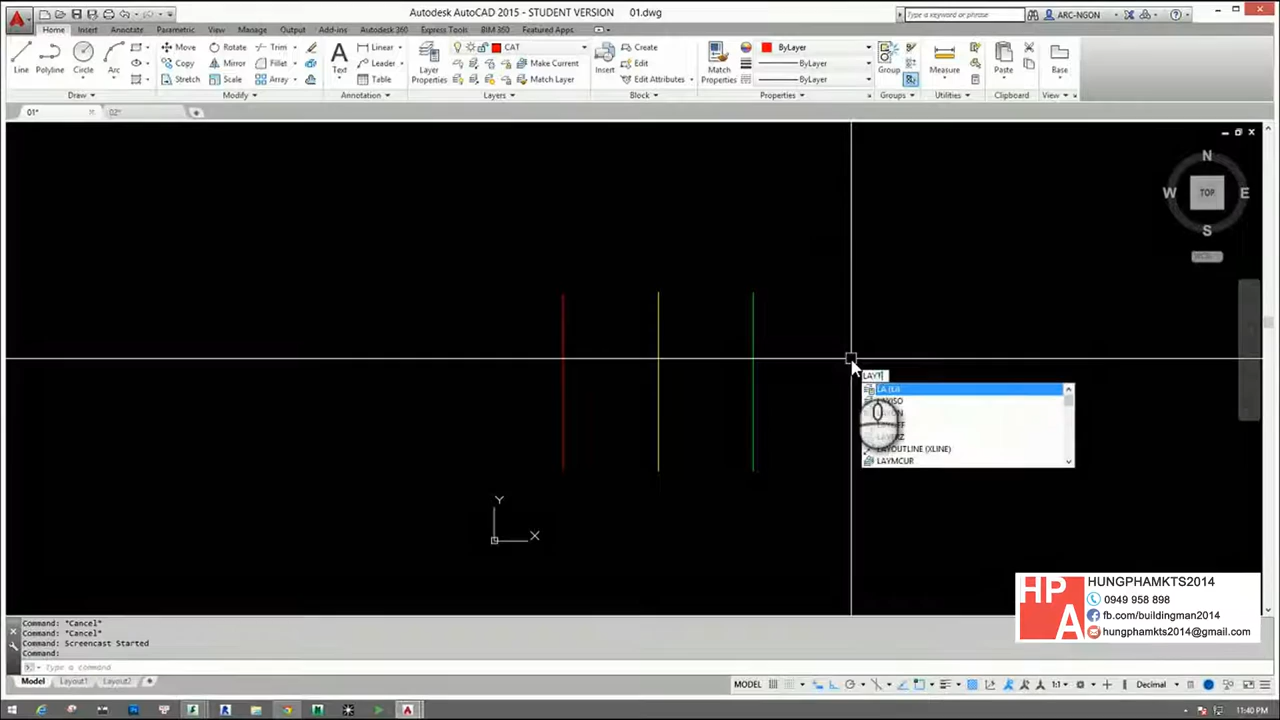 Autodesk AutoCAD 2015 - STUDENT VERSION 01.dwg
Type a keyword or phrase
ARC-NGON
Home Insert Annotate Parametric View Manage Output Add-ins Autodesk 360 Express Tools BIM 360 Featured Apps
Line
Polyline
Circle
Arc
Move
Rotate
Trim
Copy
Mirror
Fillet
Stretch
Scale
Array
Text
Linear
Leader
Table
Layer
Properties
CAT
Make Current
Match Layer
Insert
Create
Edit
Edit Attributes
Match
Properties
ByLayer
ByLayer
ByLayer
Group
Measure
Paste
Base
Draw
Modify
Annotation
Layers
Block
Properties
Groups
Utilities
Clipboard
View
01*
02*
N
W
TOP
E
S
LAYT
LAYISO
LAYOUTLINE (XLINE)
LAYMCUR
Y
X
HP
A
HUNGPHAMKTS2014
0949 958 898
fb.com/buildingman2014
hungphamkts2014@gmail.com
Command: *Cancel*
Command: *Cancel*
Command: Screencast Started
Command:
Type a command
Model Layout1 Layout2
MODEL
1:1
Decimal
11:40 PM